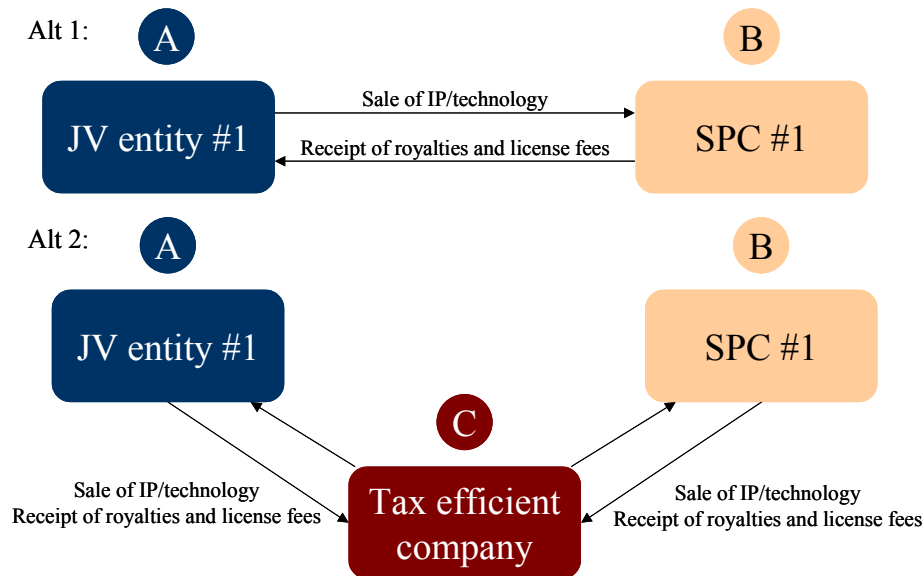 Alt 1:
A
B
JV entity #1
Sale of IP/technology
Receipt of royalties and license fees
SPC #1
Alt 2:
A
B
JV entity #1
SPC #1
C
Sale of IP/technology
Receipt of royalties and license fees
Tax efficient
company
Sale of IP/technology
Receipt of royalties and license fees